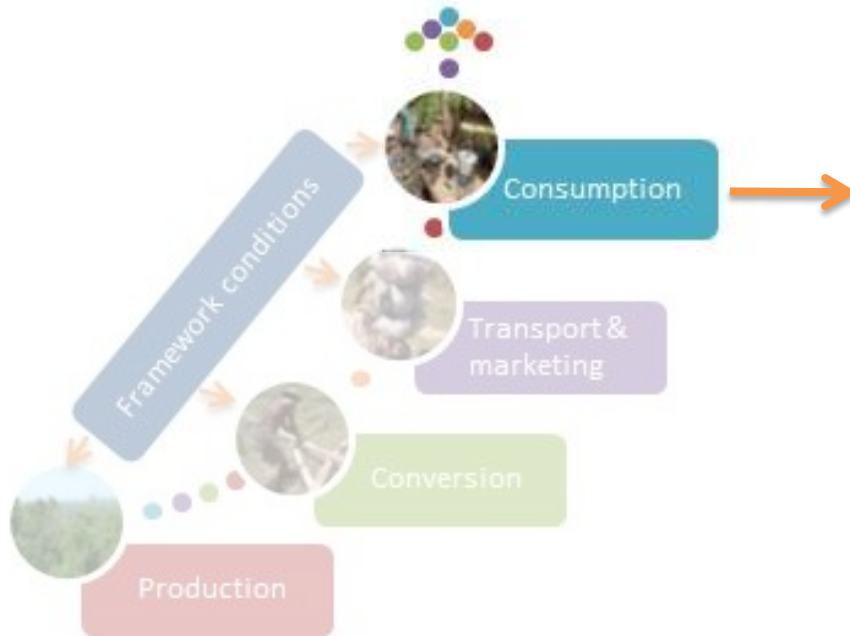 Consumption
Framework conditions
Transport &
marketing
Conversion
Production